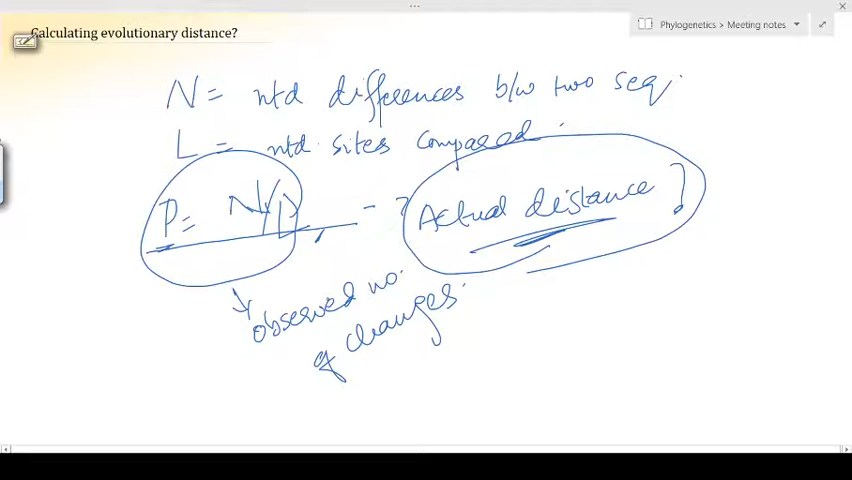 Calculating evolutionary distance?
Phylogenetics > Meeting notes
N = ntd differences b/w two seq.
L = ntd. sites compared.
P = N/L, - ? Actual distance ?
observed no.
of changes.